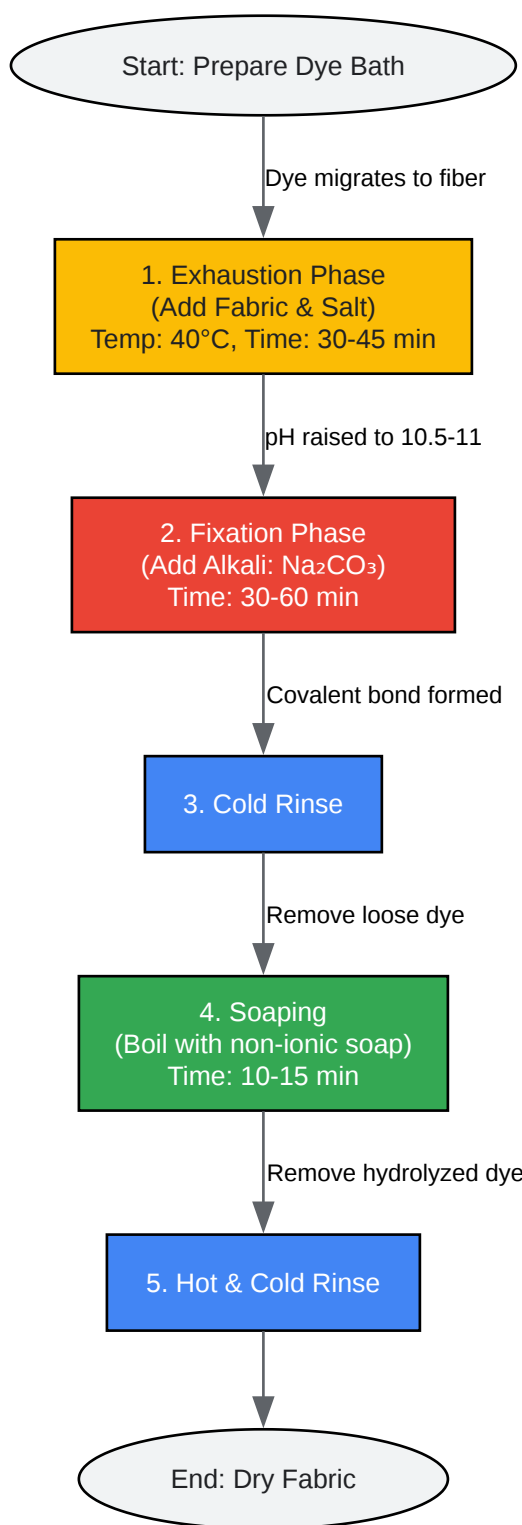 Start: Prepare Dye Bath
Dye migrates to fiber
1. Exhaustion Phase
(Add Fabric & Salt)
Temp: 40°C, Time: 30-45 min
pH raised to 10.5-11
2. Fixation Phase
(Add Alkali: Na₂CO₃)
Time: 30-60 min
Covalent bond formed
3. Cold Rinse
Remove loose dye
4. Soaping
(Boil with non-ionic soap)
Time: 10-15 min
Remove hydrolyzed dye
5. Hot & Cold Rinse
End: Dry Fabric